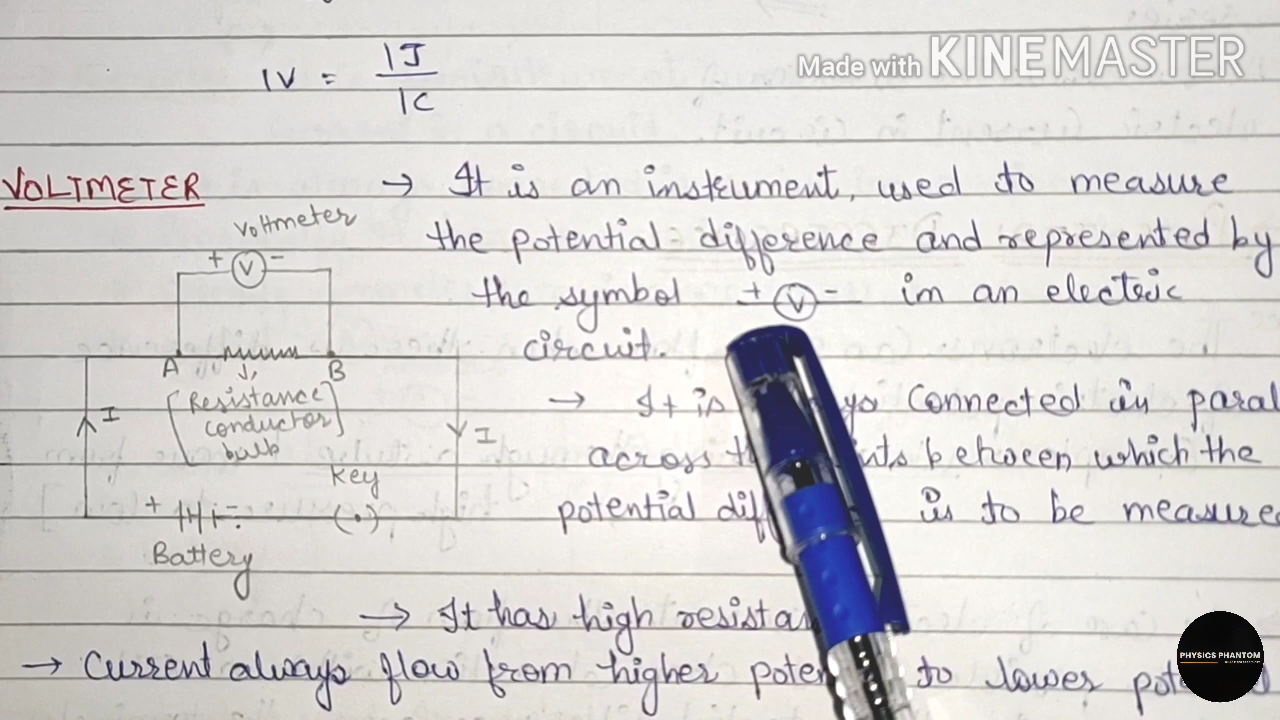 Made with KINEMASTER
1V = 1J
1C
VOLTMETER → It is an instrument, used to measure
voltmeter
the potential difference and represented by
+ V -
the symbol + V - in an electric
circuit.
A B
Resistance
conductor
bulb
I I
→ It is connected in paral
across between which the
key
potential is to be measured
+ -
(•)
Battery
→ It has high
→ Current always flow from higher to lower
PHYSICS PHANTOM